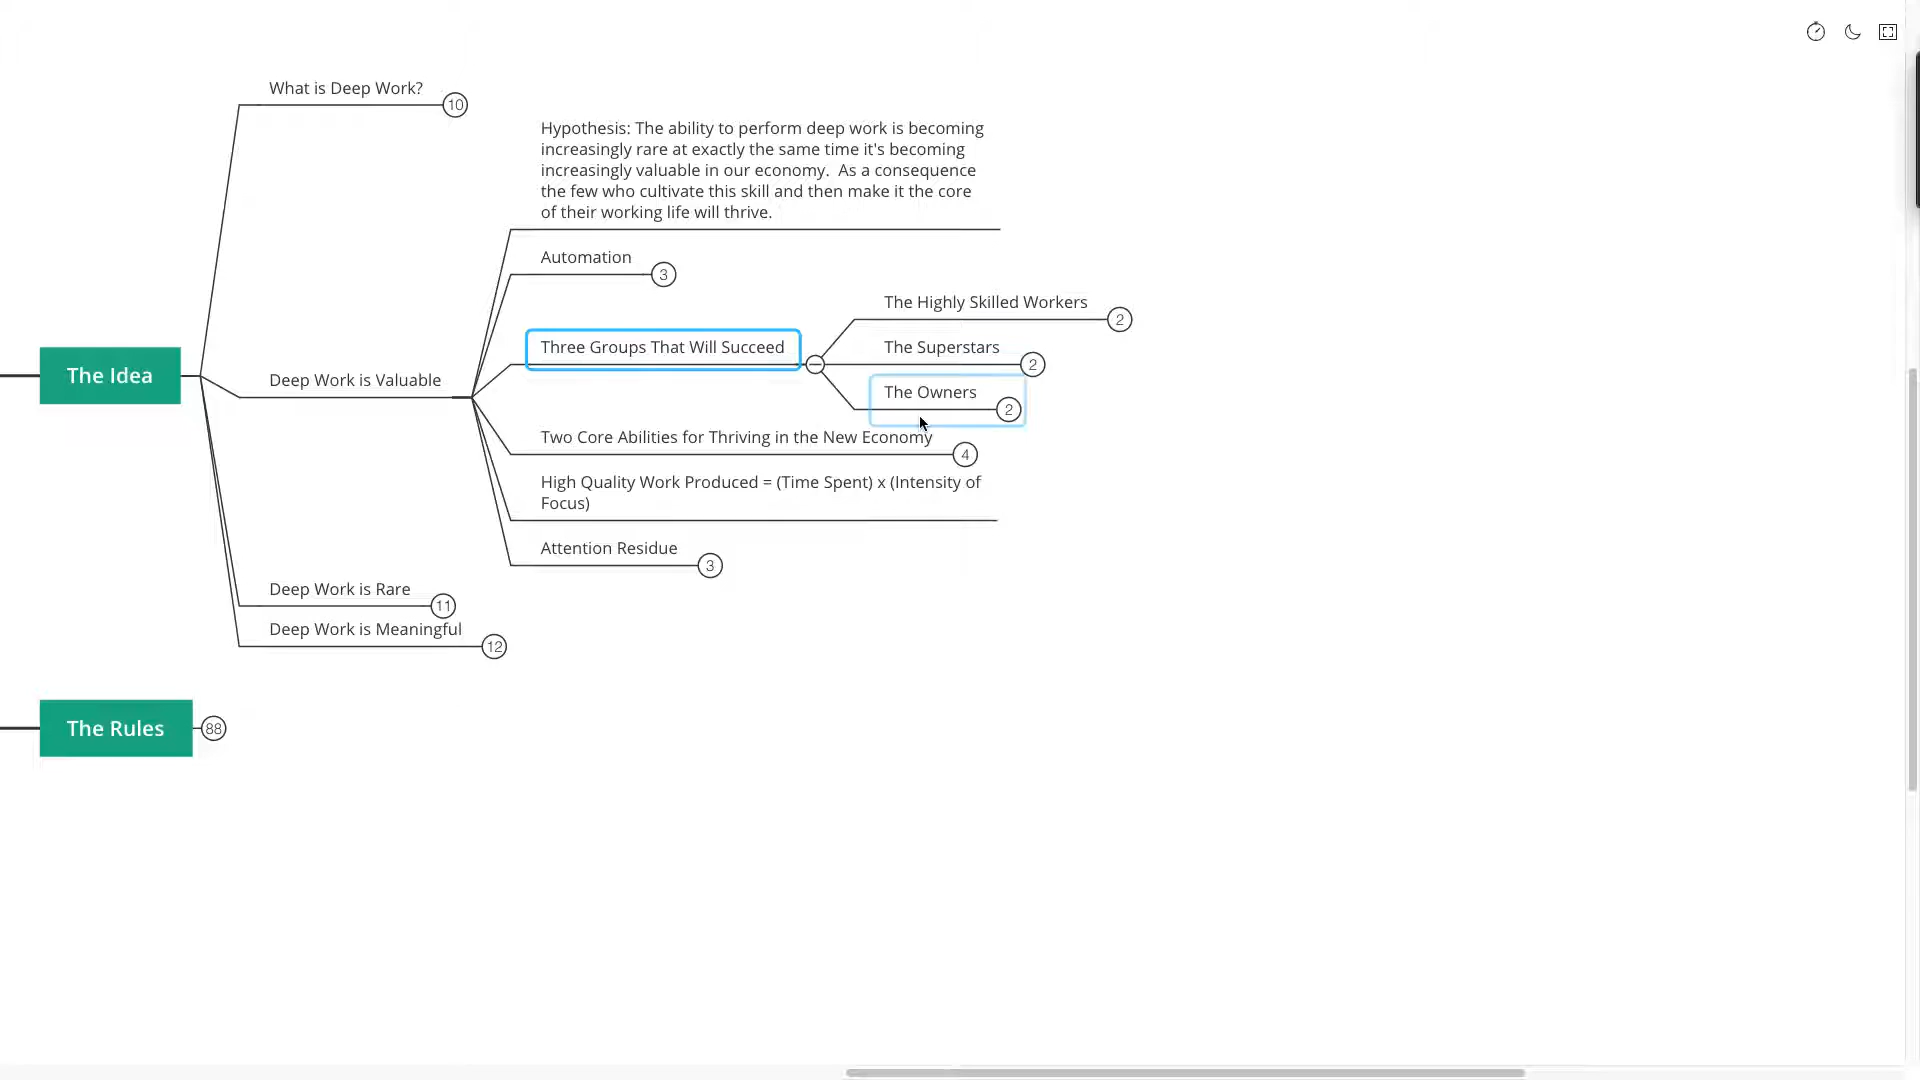 What is Deep Work?
10
Hypothesis: The ability to perform deep work is becoming
increasingly rare at exactly the same time it's becoming
increasingly valuable in our economy.  As a consequence
the few who cultivate this skill and then make it the core
of their working life will thrive.
Automation
3
The Highly Skilled Workers
2
Three Groups That Will Succeed
The Superstars
2
The Idea
Deep Work is Valuable
The Owners
2
Two Core Abilities for Thriving in the New Economy
4
High Quality Work Produced = (Time Spent) x (Intensity of
Focus)
Attention Residue
3
Deep Work is Rare
11
Deep Work is Meaningful
12
The Rules
88